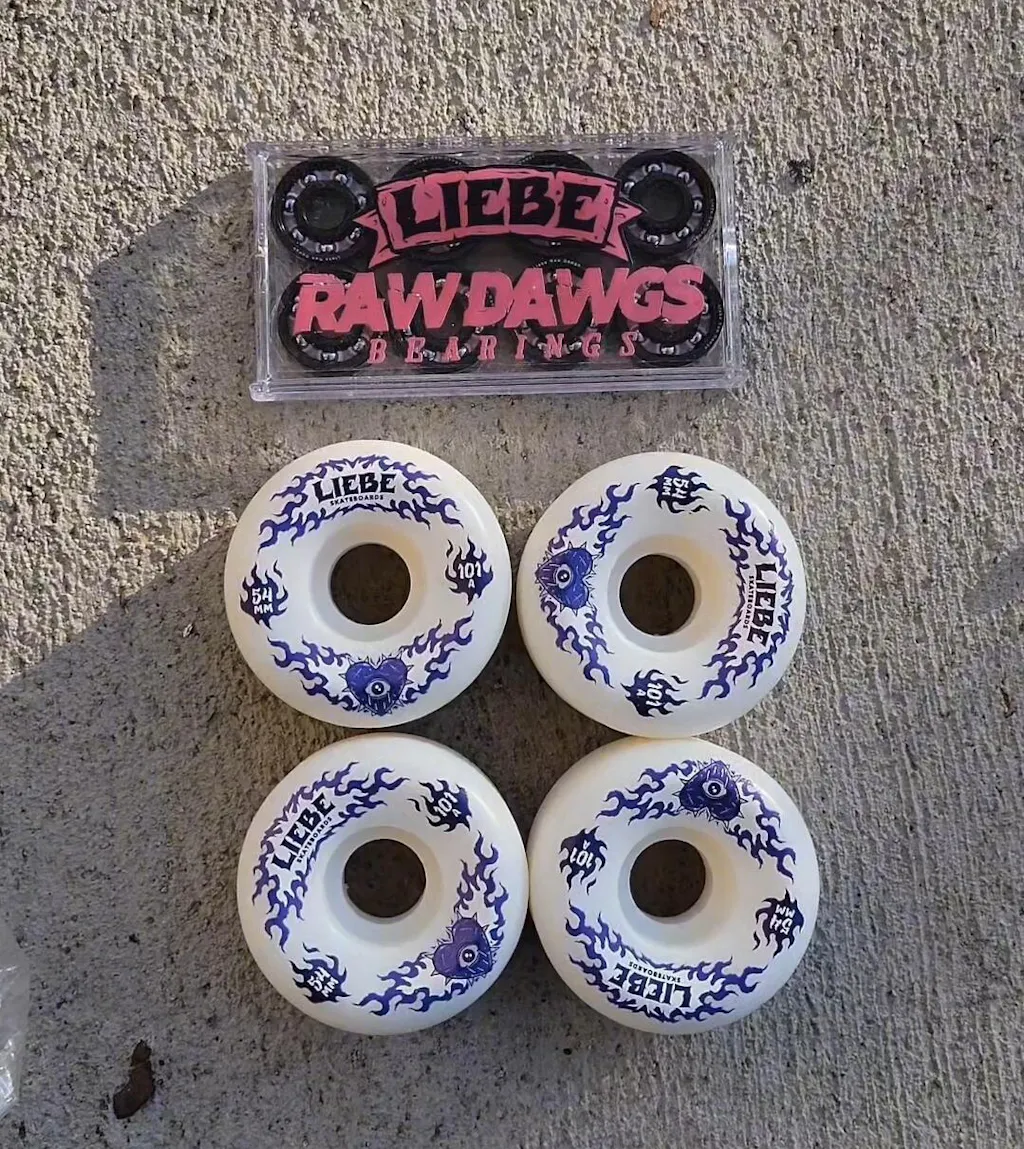 LIEBE
RAW DAWGS
BEARINGS
LIEBE
SKATEBOARDS
54
MM
101
A
54
MM
LIEBE
SKATEBOARDS
101
A
LIEBE
SKATEBOARDS
101
A
54
MM
101
A
54
MM
LIEBE
SKATEBOARDS